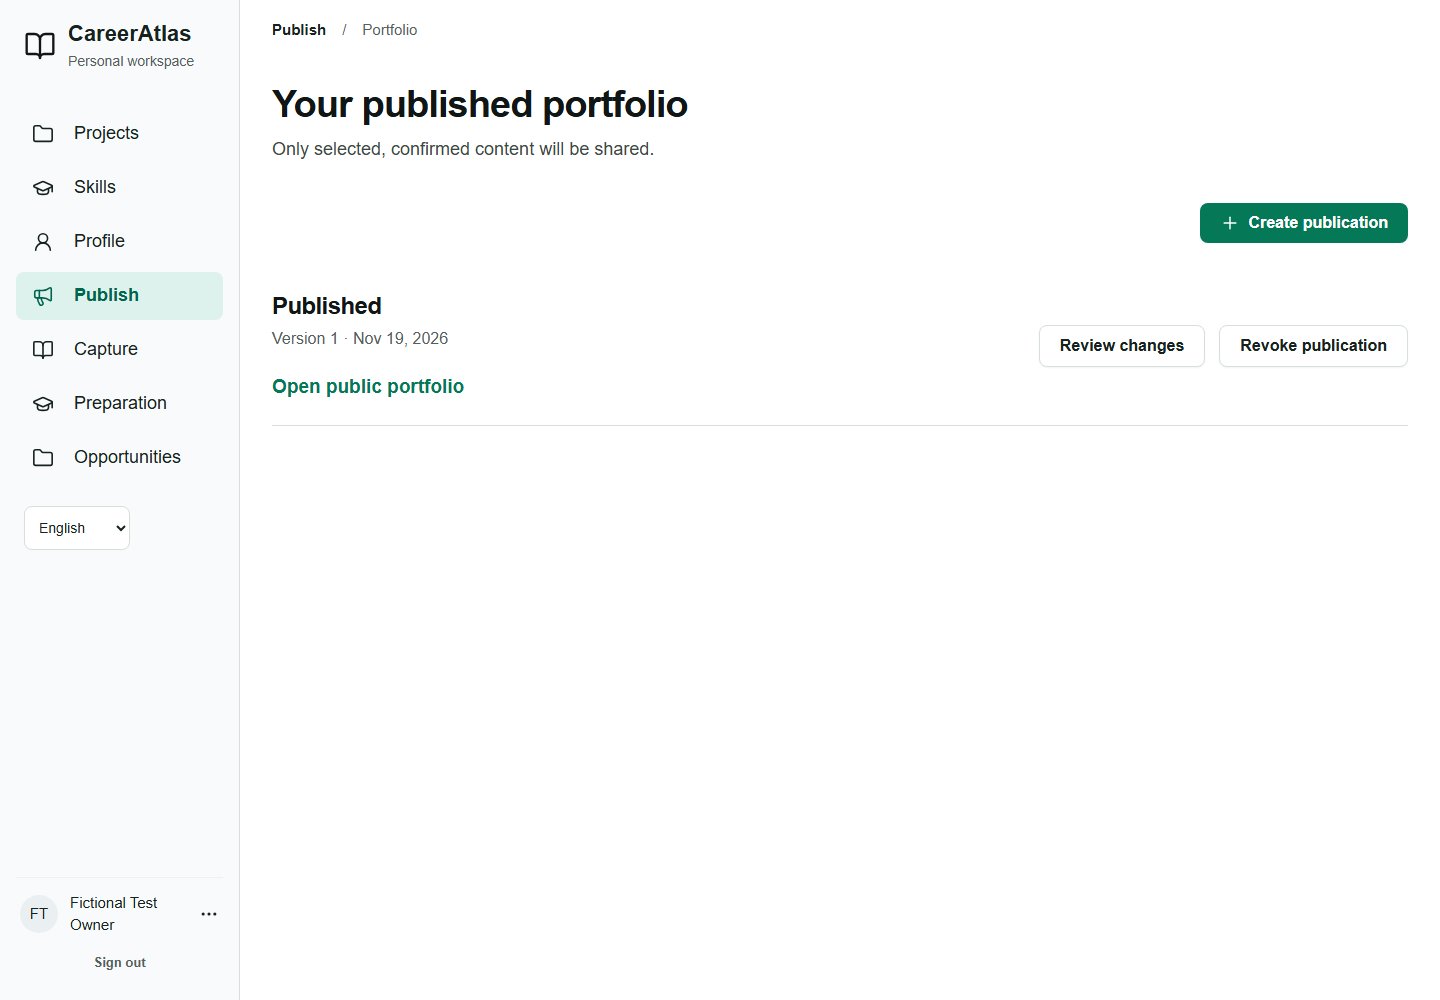 CareerAtlas
Personal workspace
Projects
Skills
Profile
Publish
Capture
Preparation
Opportunities
English
FT
Fictional Test
Owner
Sign out
Publish / Portfolio
Your published portfolio
Only selected, confirmed content will be shared.
Create publication
Published
Version 1 · Nov 19, 2026
Review changes
Revoke publication
Open public portfolio